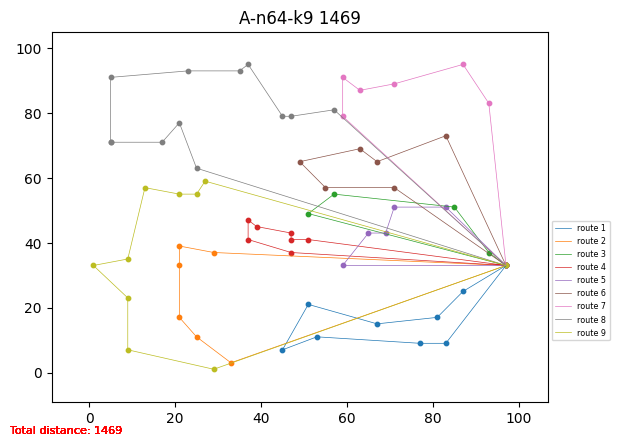 A-n64-k9 1469
100
80
60
40
20
0
0 20 40 60 80 100
route 1
route 2
route 3
route 4
route 5
route 6
route 7
route 8
route 9
Total distance: 1469